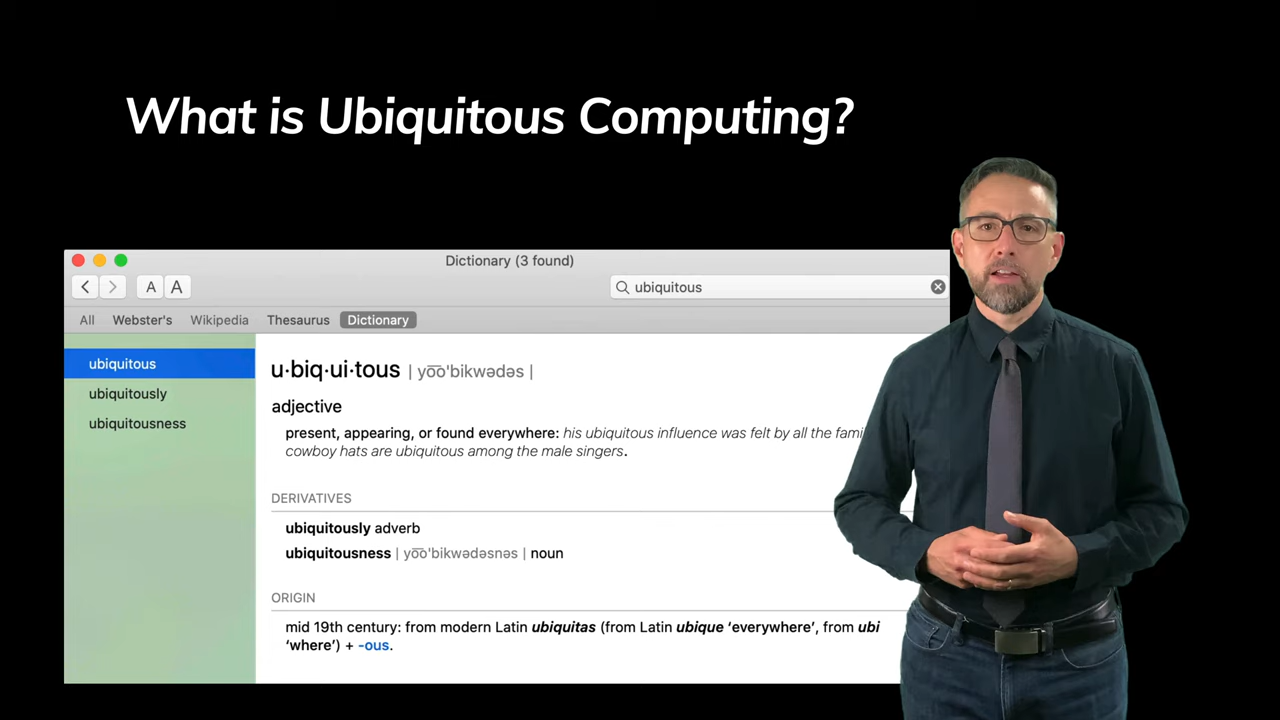 What is Ubiquitous Computing?
Dictionary (3 found)
A A
ubiquitous
All Webster's Wikipedia Thesaurus Dictionary
ubiquitous
ubiquitously
ubiquitousness
u·biq·ui·tous | yo͞oˈbikwədəs |
adjective
present, appearing, or found everywhere: his ubiquitous influence was felt by all the
cowboy hats are ubiquitous among the male singers.
DERIVATIVES
ubiquitously adverb
ubiquitousness | yo͞oˈbikwədəsnəs | noun
ORIGIN
mid 19th century: from modern Latin ubiquitas (from Latin ubique ‘everywhere’, from ubi
‘where’) + -ous.